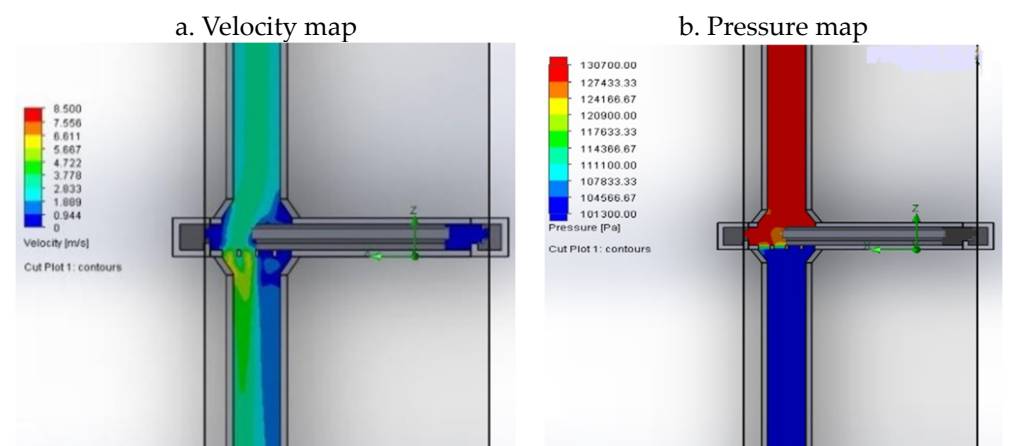 a. Velocity map
b. Pressure map
8.500
7.556
6.611
5.667
4.722
3.778
2.833
1.889
0.944
0
Velocity [m/s]
Cut Plot 1: contours
Z
130700.00
127433.33
124166.67
120900.00
117633.33
114366.67
111100.00
107833.33
104566.67
101300.00
Pressure [Pa]
Cut Plot 1: contours
Z